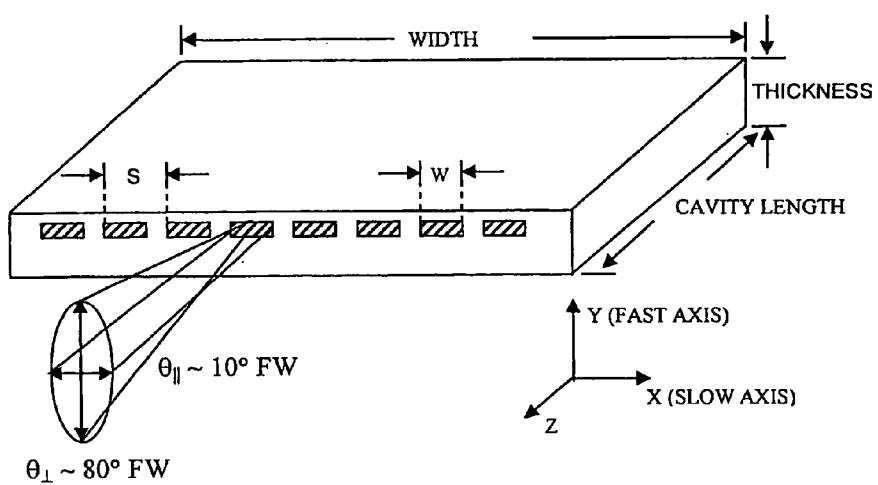 WIDTH
THICKNESS
S
W
CAVITY LENGTH
Y (FAST AXIS)
θ∥ ~ 10° FW
X (SLOW AXIS)
Z
θ⊥ ~ 80° FW